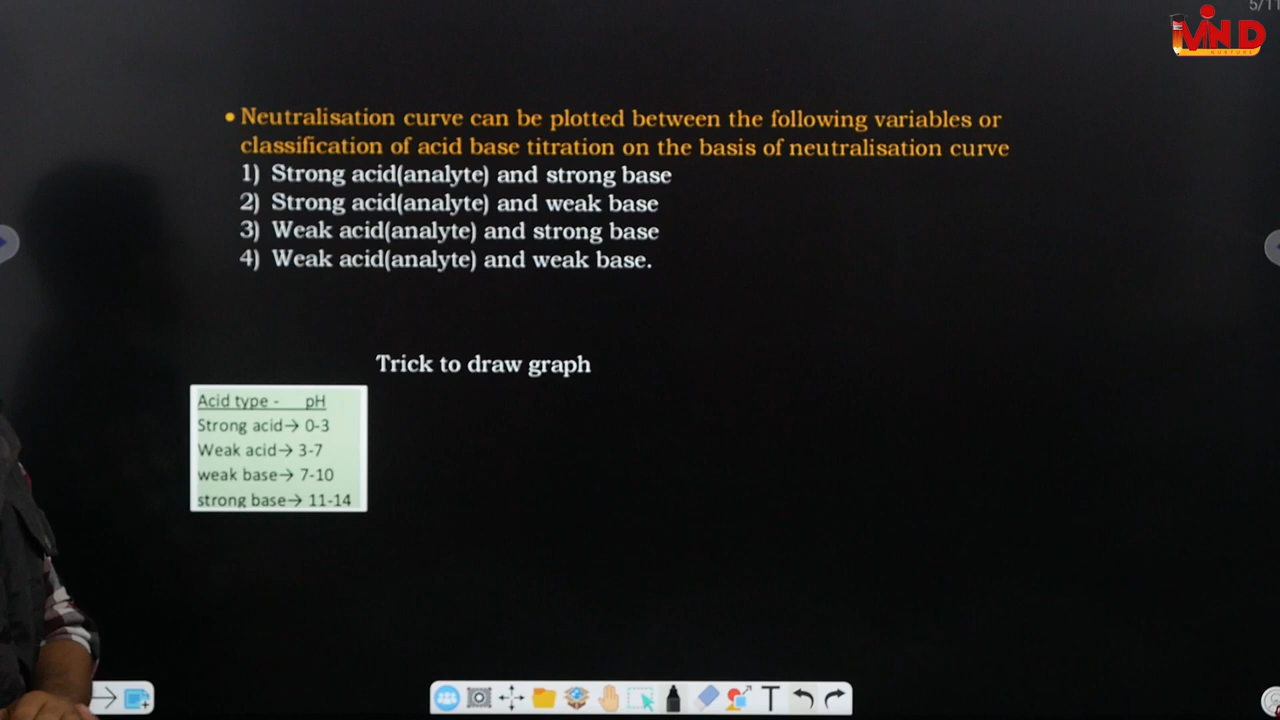 5/11
MIND
NURTURE
• Neutralisation curve can be plotted between the following variables or
classification of acid base titration on the basis of neutralisation curve
1) Strong acid(analyte) and strong base
2) Strong acid(analyte) and weak base
3) Weak acid(analyte) and strong base
4) Weak acid(analyte) and weak base.
Trick to draw graph
Acid type - pH
Strong acid→ 0-3
Weak acid→ 3-7
weak base→ 7-10
strong base→ 11-14
T